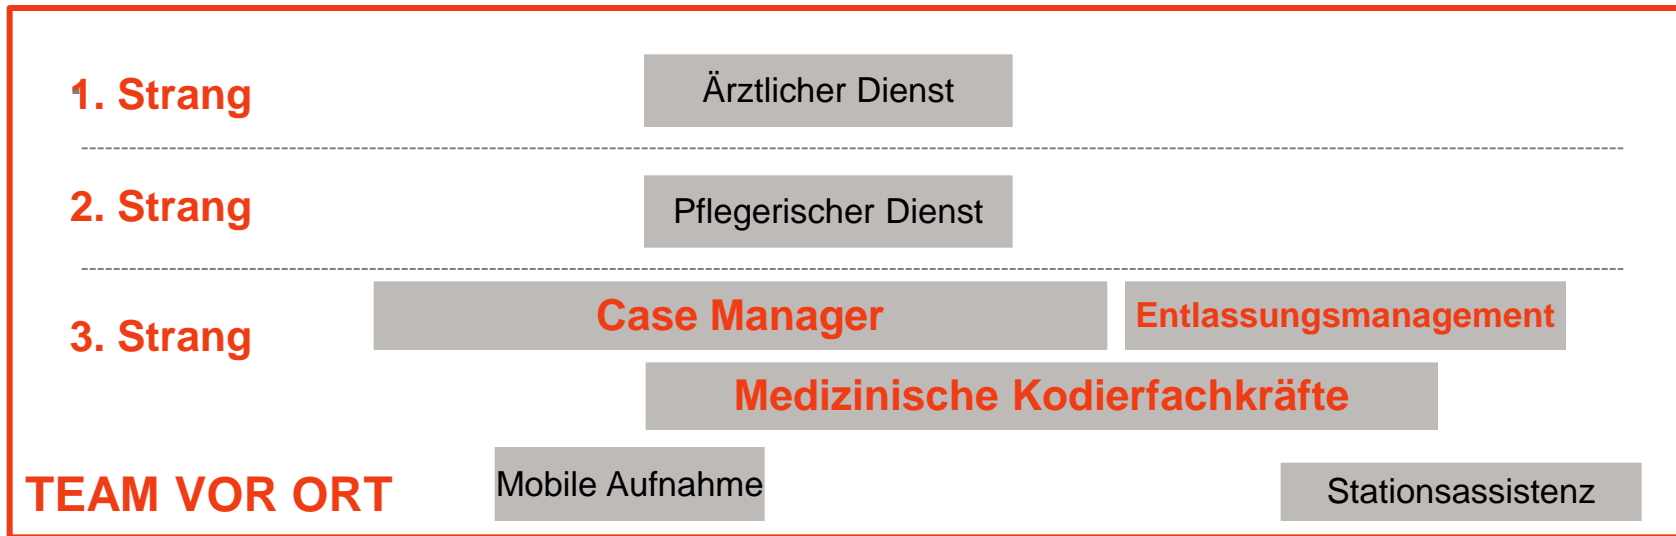 1. Strang
Ärztlicher Dienst
2. Strang
Pflegerischer Dienst
3. Strang
Case Manager
Entlassungsmanagement
Medizinische Kodierfachkräfte
TEAM VOR ORT
Mobile Aufnahme
Stationsassistenz